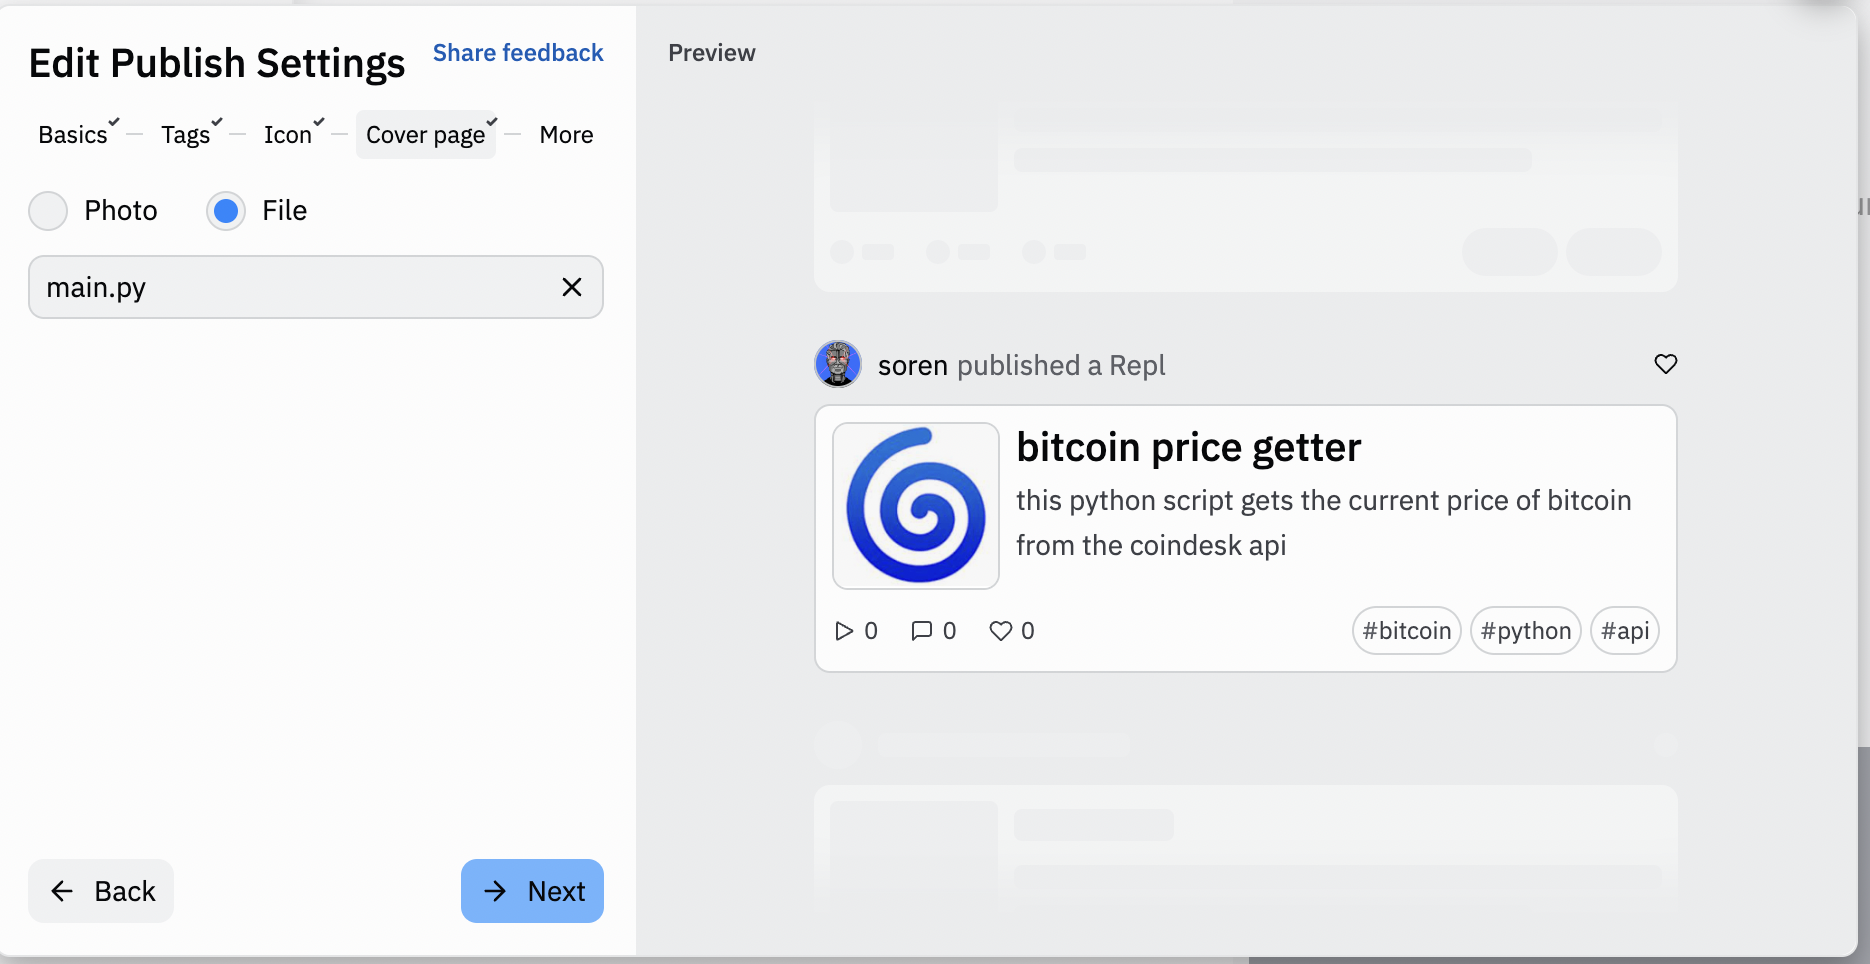 Edit Publish Settings
Share feedback
Basics
Tags
Icon
Cover page
More
Photo
File
main.py
Back
Next
Preview
soren published a Repl
bitcoin price getter
this python script gets the current price of bitcoin
from the coindesk api
0
0
0
#bitcoin
#python
#api